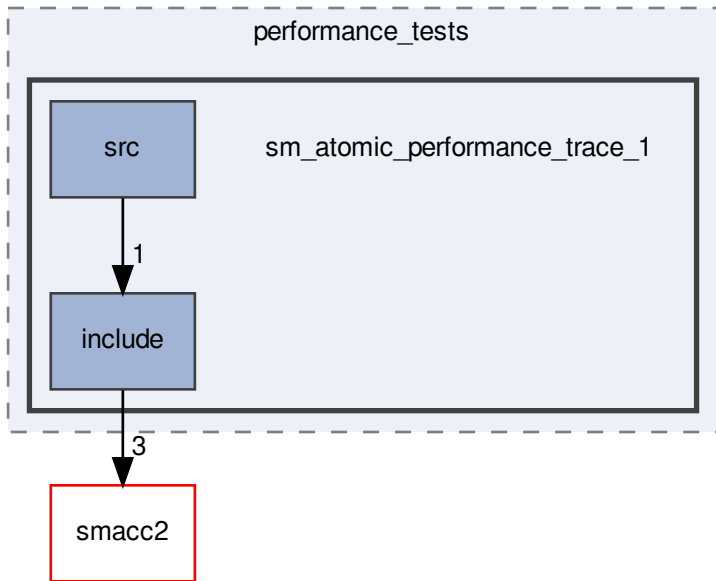 performance_tests
src
sm_atomic_performance_trace_1
1
include
3
smacc2